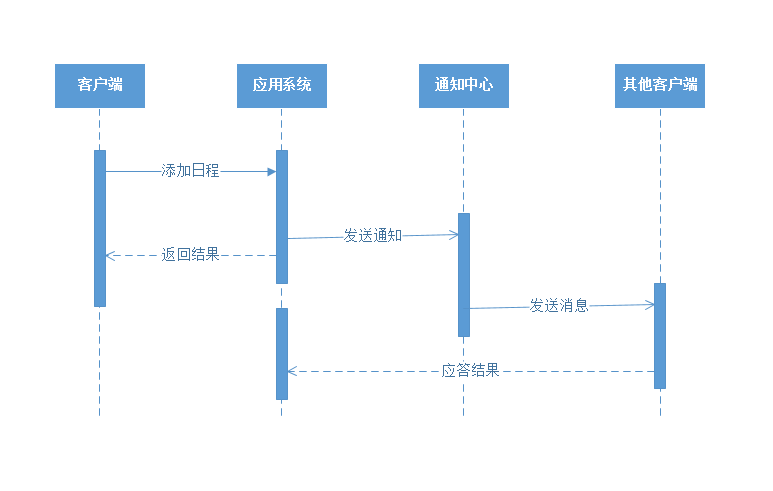 客户端
应用系统
通知中心
其他客户端
添加日程
发送通知
返回结果
发送消息
应答结果